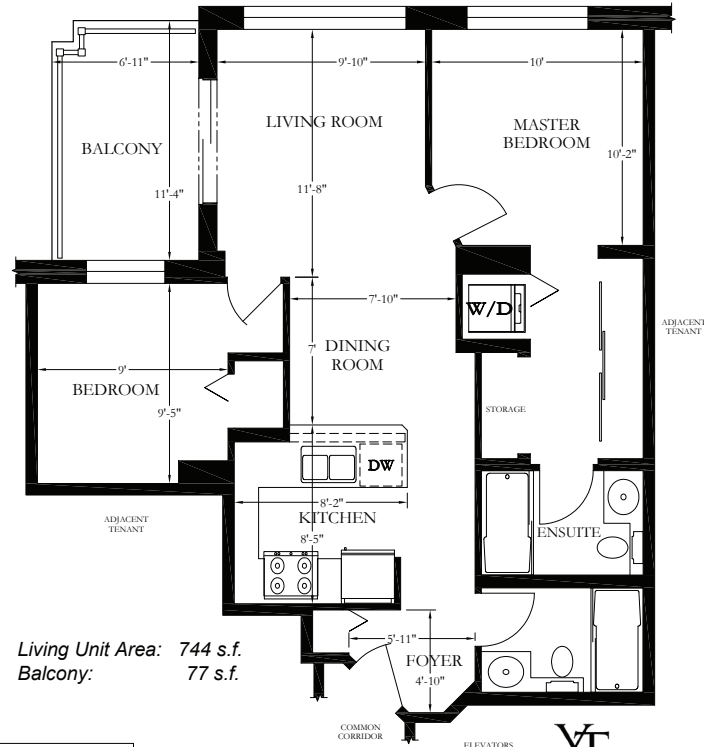 6'-11"
9'-10"
10'
LIVING ROOM
MASTER
BEDROOM
BALCONY
10'-2"
11'-4"
11'-8"
7'-10"
W/D
ADJACENT
TENANT
7'
DINING
ROOM
9'
BEDROOM
9'-5"
STORAGE
DW
8'-2"
KITCHEN
ADJACENT
TENANT
8'-5"
ENSUITE
5'-11"
FOYER
4'-10"
Living Unit Area: 744 s.f.
Balcony: 77 s.f.
COMMON
CORRIDOR
ELEVATORS